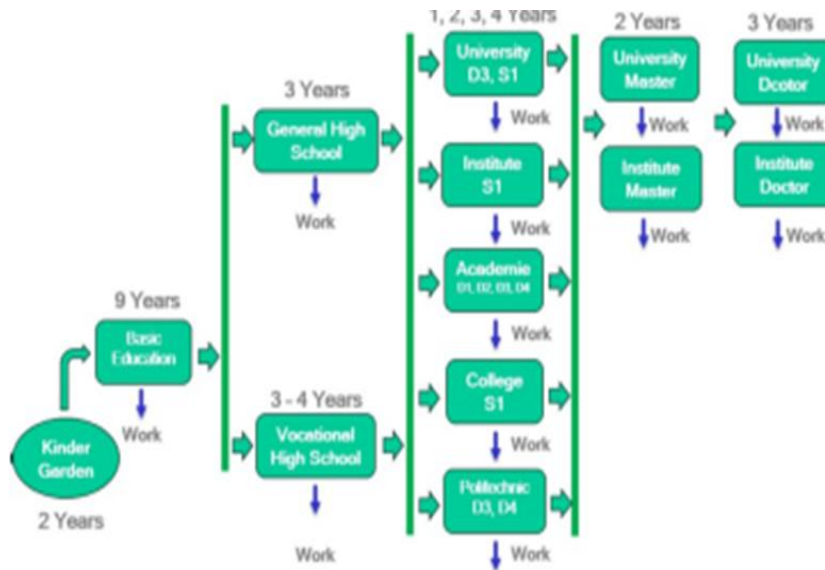 1, 2, 3, 4 Years
2 Years
3 Years
University
D3, S1
University
Master
University
Dcotor
3 Years
General High
School
Work
Work
Work
Institute
S1
Institute
Master
Institute
Doctor
Work
Work
Work
Work
Academie
D1, D2, D3, D4
9 Years
Basic
Education
Work
College
S1
3 - 4 Years
Work
Vocational
High School
Work
Kinder
Garden
Politechnic
D3, D4
2 Years
Work
Work